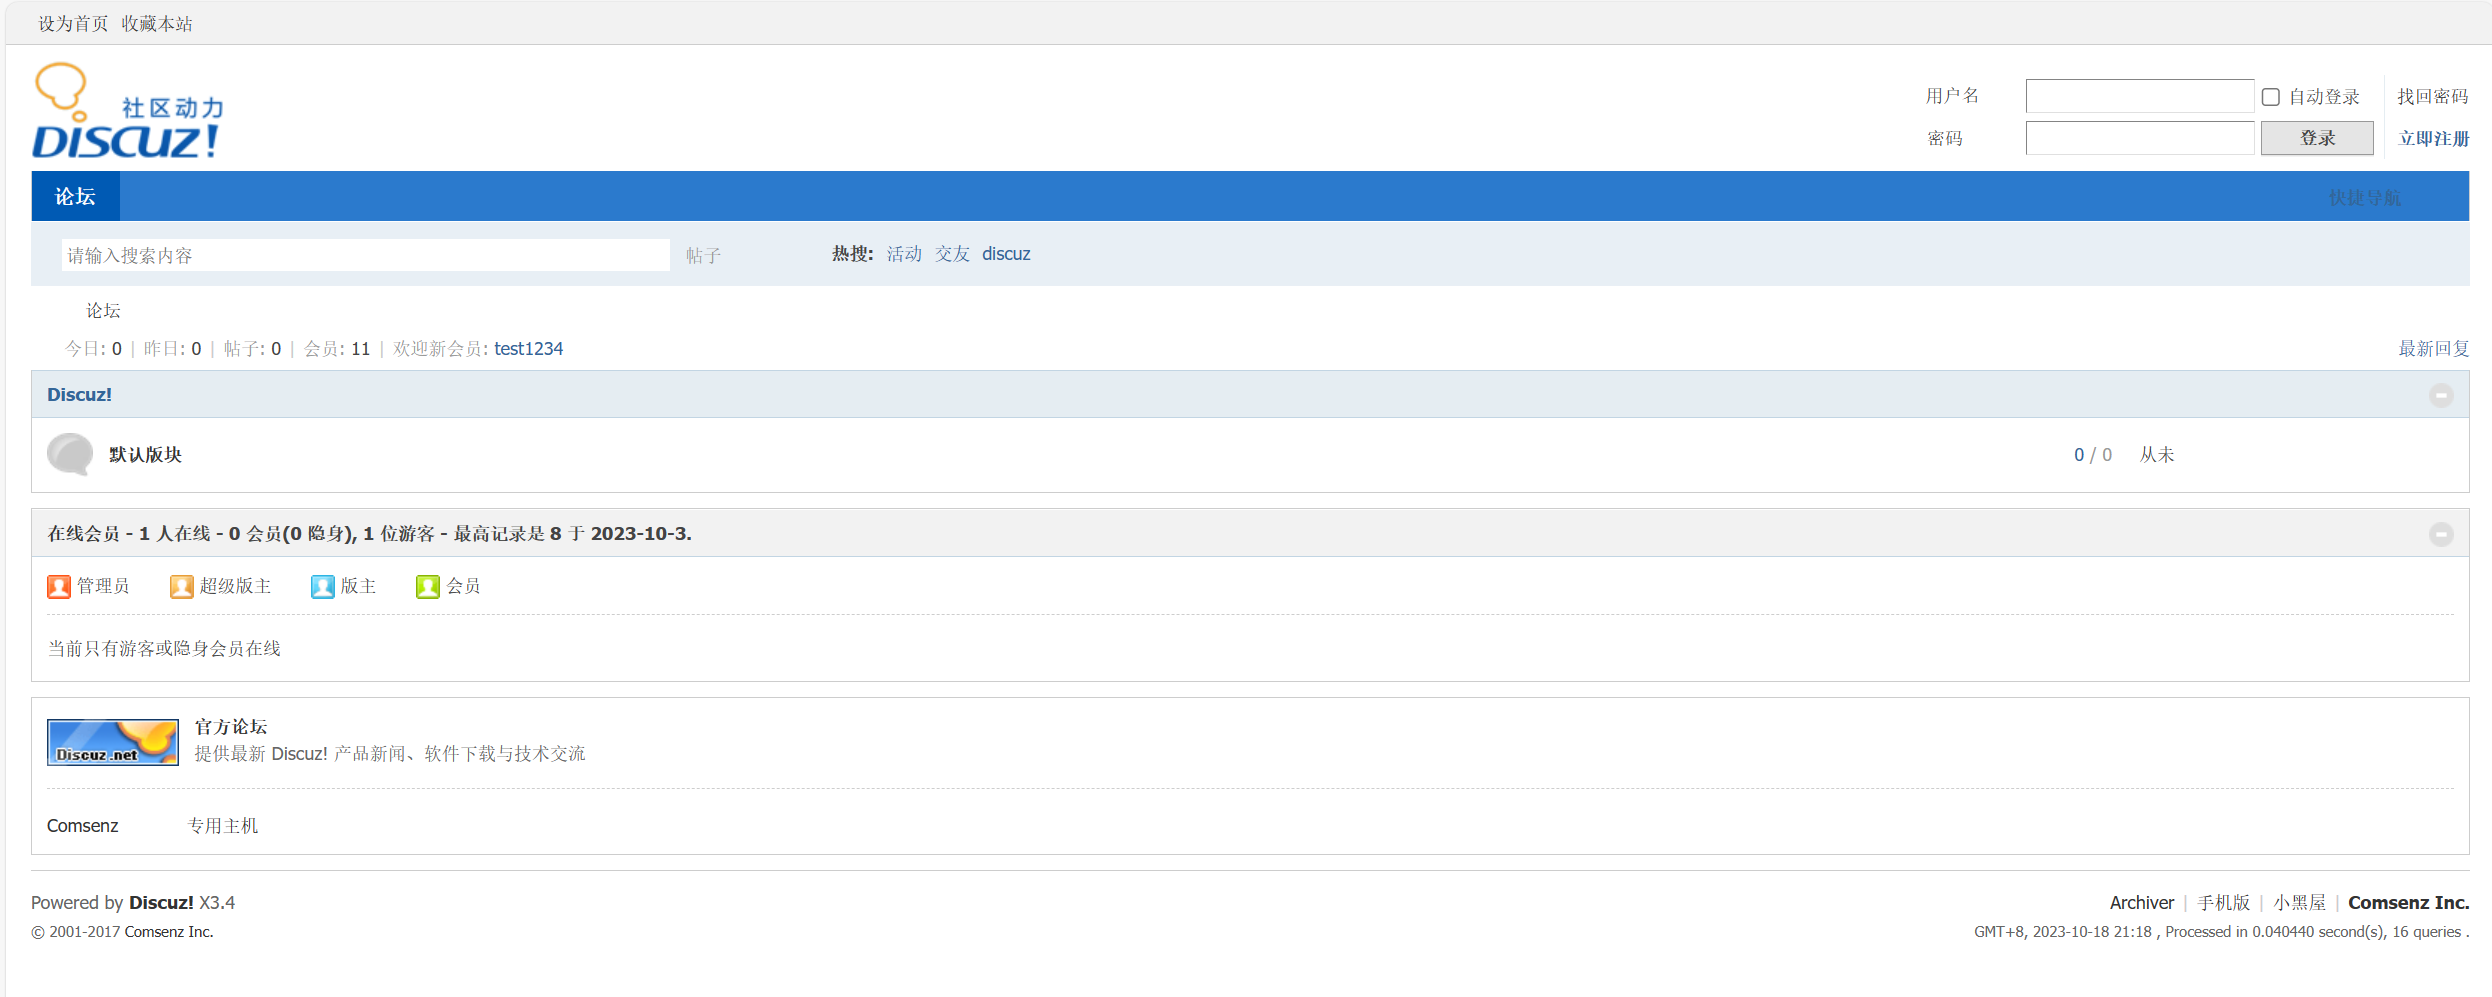 设为首页 收藏本站
社区动力
DISCUZ!
用户名 自动登录 找回密码
密码 登录 立即注册
论坛 快捷导航
请输入搜索内容 帖子 热搜: 活动 交友 discuz
论坛
今日: 0 | 昨日: 0 | 帖子: 0 | 会员: 11 | 欢迎新会员: test1234 最新回复
Discuz!
默认版块 0 / 0 从未
在线会员 - 1 人在线 - 0 会员(0 隐身), 1 位游客 - 最高记录是 8 于 2023-10-3.
管理员 超级版主 版主 会员
当前只有游客或隐身会员在线
Discuz.net 官方论坛
提供最新 Discuz! 产品新闻、软件下载与技术交流
Comsenz 专用主机
Powered by Discuz! X3.4 Archiver | 手机版 | 小黑屋 | Comsenz Inc.
© 2001-2017 Comsenz Inc. GMT+8, 2023-10-18 21:18 , Processed in 0.040440 second(s), 16 queries .